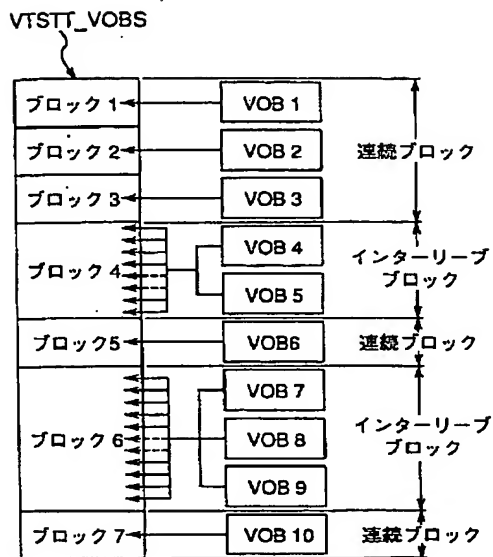 VTSTT_VOBS
ブロック 1
VOB 1
ブロック 2
VOB 2
連続ブロック
ブロック 3
VOB 3
ブロック 4
VOB 4
VOB 5
インターリーブ
ブロック
ブロック5
VOB6
連続ブロック
ブロック 6
VOB 7
VOB 8
VOB 9
インターリーブ
ブロック
ブロック 7
VOB 10
連続ブロック